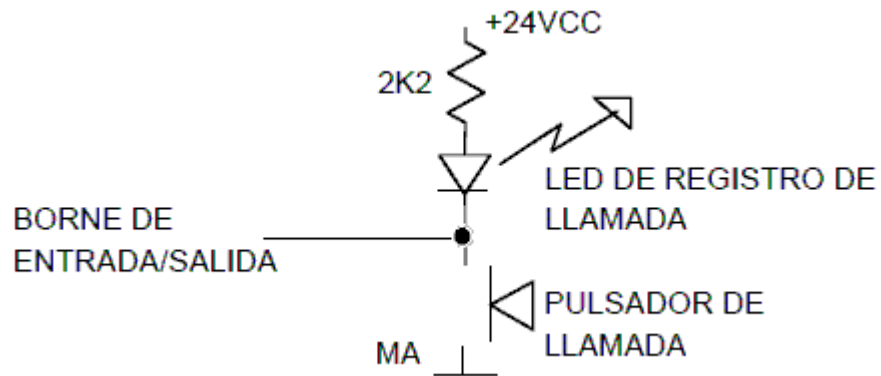 +24VCC
2K2
LED DE REGISTRO DE
LLAMADA
BORNE DE
ENTRADA/SALIDA
PULSADOR DE
LLAMADA
MA